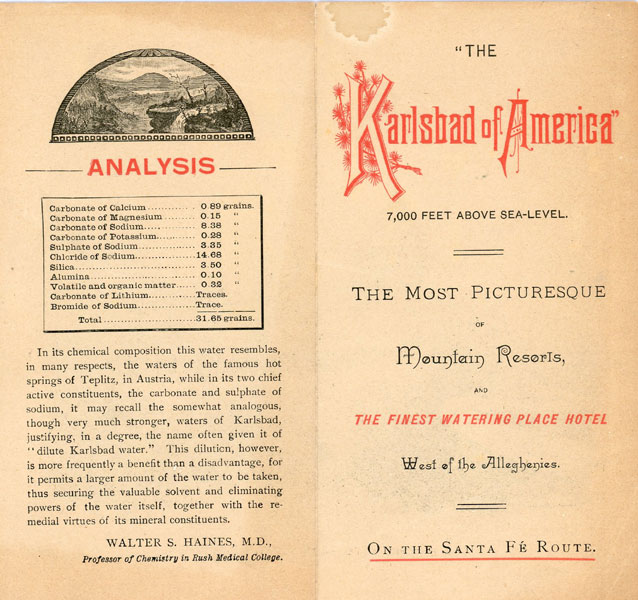 ANALYSIS
Carbonate of Calcium .............. 0.89 grains.
Carbonate of Magnesium ......... 0.15 "
Carbonate of Sodium .............. 8.38 "
Carbonate of Potassium........... 0.28 "
Sulphate of Sodium ................ 3.35 "
Chloride of Sodium................. 14.68 "
Silica .................................. 3.50 "
Alumina .............................. 0.10 "
Volatile and organic matter ..... 0.32 "
Carbonate of Lithium............. Traces.
Bromide of Sodium................. Trace.
Total ......................... 31.65 grains.
In its chemical composition this water resembles,
in many respects, the waters of the famous hot
springs of Teplitz, in Austria, while in its two chief
active constituents, the carbonate and sulphate of
sodium, it may recall the somewhat analogous,
though very much stronger, waters of Karlsbad,
justifying, in a degree, the name often given it of
"dilute Karlsbad water." This dilution, however,
is more frequently a benefit than a disadvantage, for
it permits a larger amount of the water to be taken,
thus securing the valuable solvent and eliminating
powers of the water itself, together with the re-
medial virtues of its mineral constituents.
WALTER S. HAINES, M.D.,
Professor of Chemistry in Rush Medical College.
"THE
Karlsbad of America"
7,000 FEET ABOVE SEA-LEVEL.
THE MOST PICTURESQUE
OF
Mountain Resorts,
AND
THE FINEST WATERING PLACE HOTEL
West of the Alleghenies.
ON THE SANTA FÉ ROUTE.